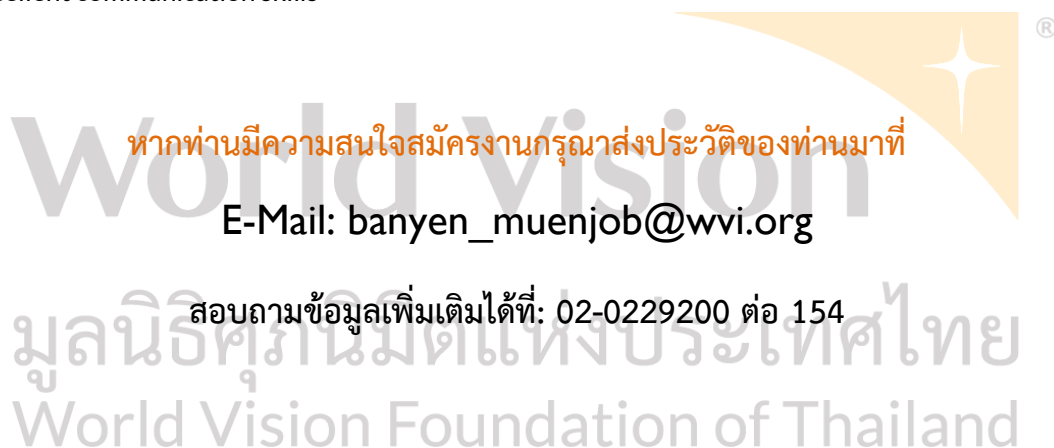 communication skills
®
World Vision
หากท่านมีความสนใจสมัครงานกรุณาส่งประวัติของท่านมาที่
E-Mail: banyen_muenjob@wvi.org
สอบถามข้อมูลเพิ่มเติมได้ที่: 02-0229200 ต่อ 154
มูลนิธิศุภนิมิตแห่งประเทศไทย
World Vision Foundation of Thailand